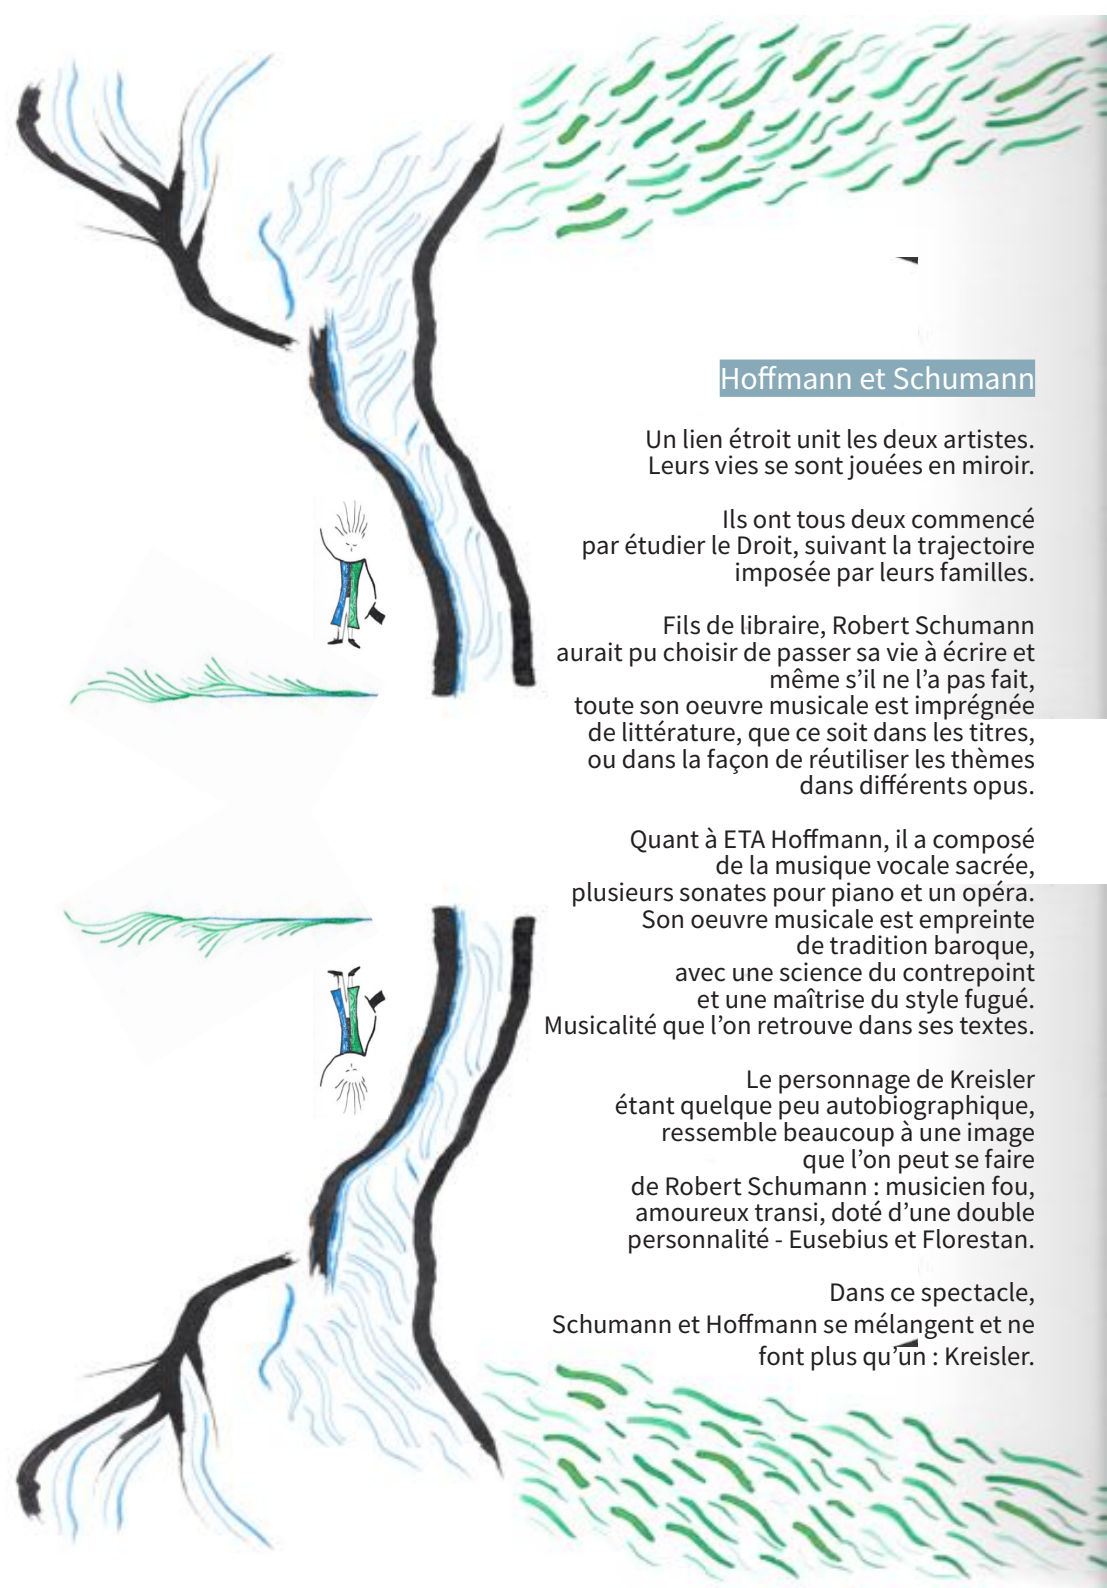 Hoffmann et Schumann
Un lien étroit unit les deux artistes.
Leurs vies se sont jouées en miroir.
Ils ont tous deux commencé
par étudier le Droit, suivant la trajectoire
imposée par leurs familles.
Fils de libraire, Robert Schumann
aurait pu choisir de passer sa vie à écrire et
même s’il ne l’a pas fait,
toute son oeuvre musicale est imprégnée
de littérature, que ce soit dans les titres,
ou dans la façon de réutiliser les thèmes
dans différents opus.
Quant à ETA Hoffmann, il a composé
de la musique vocale sacrée,
plusieurs sonates pour piano et un opéra.
Son oeuvre musicale est empreinte
de tradition baroque,
avec une science du contrepoint
et une maîtrise du style fugué.
Musicalité que l’on retrouve dans ses textes.
Le personnage de Kreisler
étant quelque peu autobiographique,
ressemble beaucoup à une image
que l’on peut se faire
de Robert Schumann : musicien fou,
amoureux transi, doté d’une double
personnalité - Eusebius et Florestan.
Dans ce spectacle,
Schumann et Hoffmann se mélangent et ne
font plus qu’un : Kreisler.